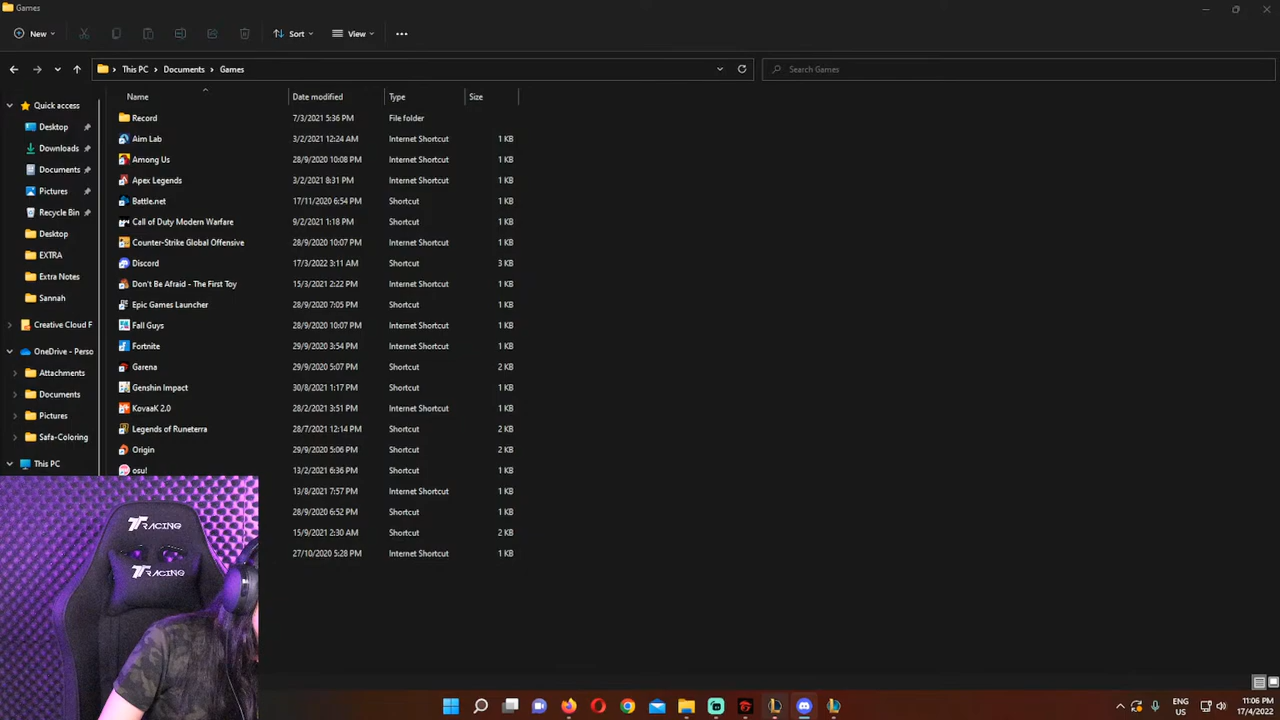 Games
New Sort View
This PC > Documents > Games
Search Games
Name Date modified Type Size
Quick access
Desktop
Downloads
Documents
Pictures
Recycle Bin
Desktop
EXTRA
Extra Notes
Sannah
Creative Cloud F
OneDrive - Perso
Attachments
Documents
Pictures
Safa-Coloring
This PC
Record 7/3/2021 5:36 PM File folder
Aim Lab 3/2/2021 12:24 AM Internet Shortcut 1 KB
Among Us 28/9/2020 10:08 PM Internet Shortcut 1 KB
Apex Legends 3/2/2021 8:31 PM Internet Shortcut 1 KB
Battle.net 17/11/2020 6:54 PM Shortcut 1 KB
Call of Duty Modern Warfare 9/2/2021 1:18 PM Shortcut 1 KB
Counter-Strike Global Offensive 28/9/2020 10:07 PM Internet Shortcut 1 KB
Discord 17/3/2022 3:11 AM Shortcut 3 KB
Don't Be Afraid - The First Toy 15/3/2021 2:22 PM Internet Shortcut 1 KB
Epic Games Launcher 28/9/2020 7:05 PM Shortcut 1 KB
Fall Guys 28/9/2020 10:07 PM Internet Shortcut 1 KB
Fortnite 29/9/2020 3:54 PM Internet Shortcut 1 KB
Garena 29/9/2020 5:07 PM Shortcut 2 KB
Genshin Impact 30/8/2021 1:17 PM Shortcut 1 KB
KovaaK 2.0 28/2/2021 3:51 PM Internet Shortcut 1 KB
Legends of Runeterra 28/7/2021 12:14 PM Shortcut 2 KB
Origin 29/9/2020 5:06 PM Shortcut 2 KB
osu! 13/2/2021 6:36 PM Shortcut 1 KB
13/8/2021 7:57 PM Internet Shortcut 1 KB
28/9/2020 6:52 PM Shortcut 1 KB
15/9/2021 2:30 AM Shortcut 2 KB
27/10/2020 5:28 PM Internet Shortcut 1 KB
TTRACING
TTRACING
ENG
US
11:06 PM
17/4/2022